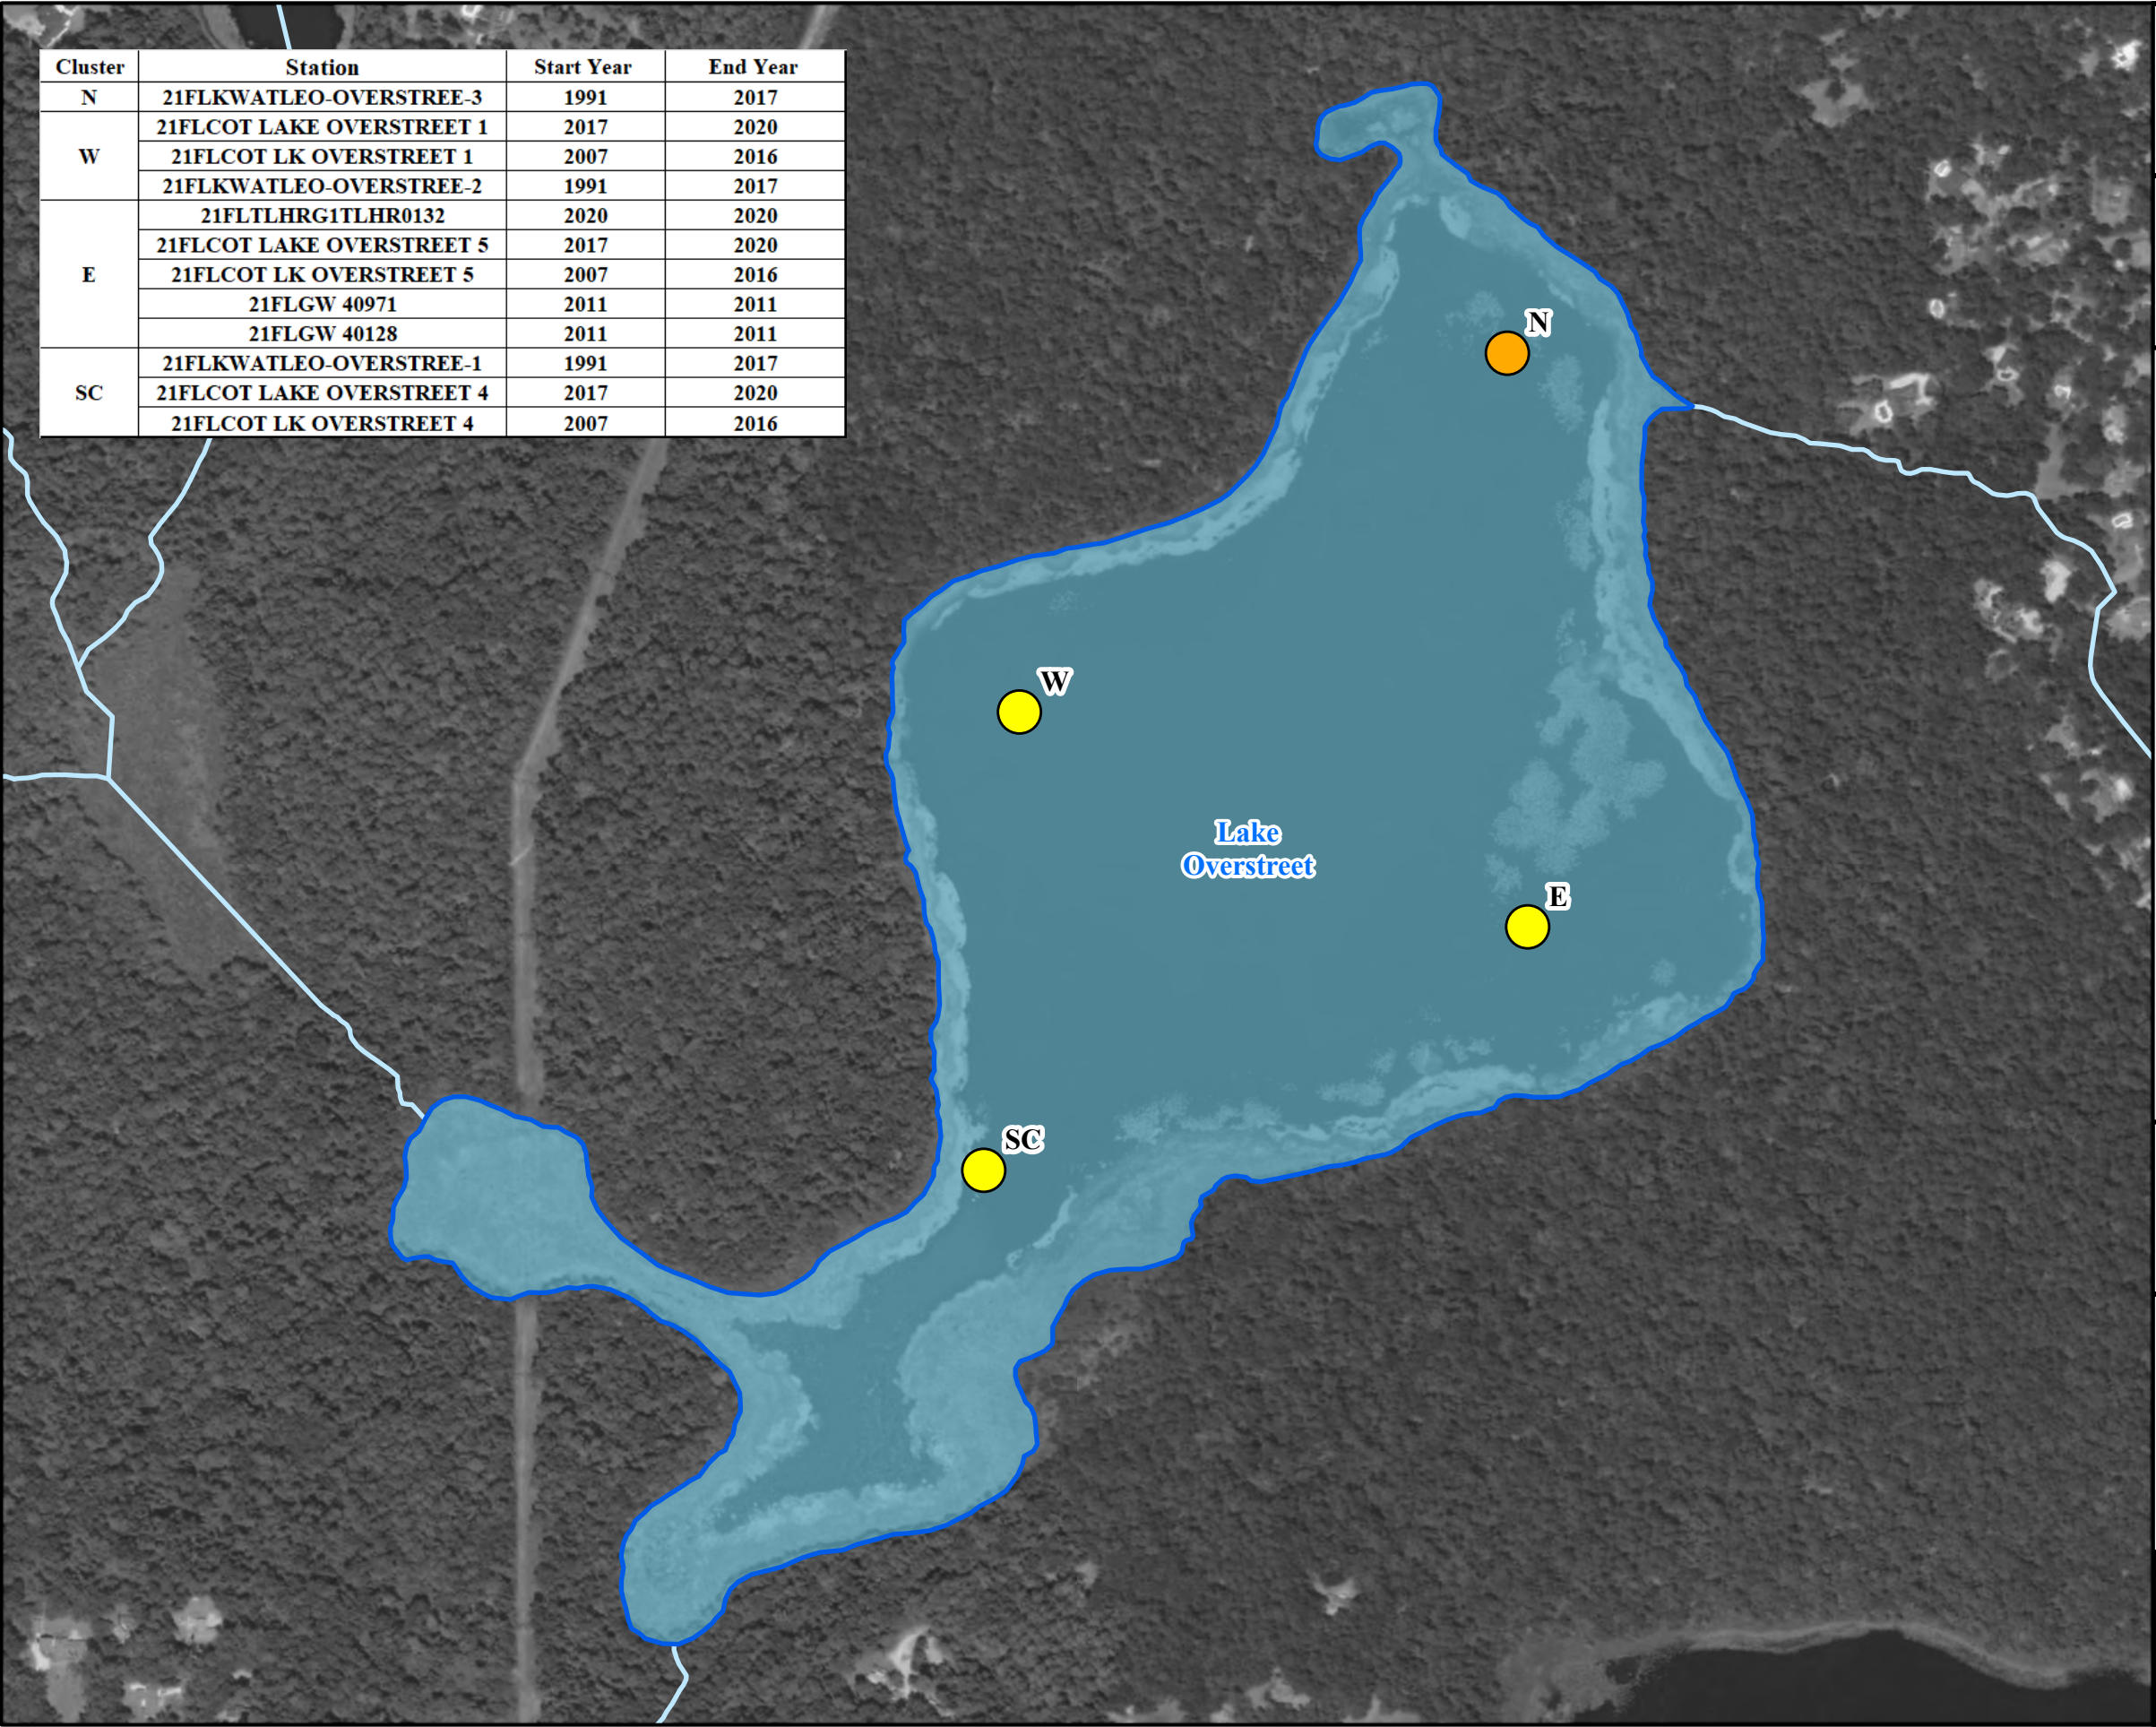 Cluster Station Start Year End Year
N 21FLKWATLEO-OVERSTREE-3 1991 2017
W 21FLCOT LAKE OVERSTREET 1 2017 2020
21FLCOT LK OVERSTREET 1 2007 2016
21FLKWATLEO-OVERSTREE-2 1991 2017
E 21FLTLHRG1TLHR0132 2020 2020
21FLCOT LAKE OVERSTREET 5 2017 2020
21FLCOT LK OVERSTREET 5 2007 2016
21FLGW 40971 2011 2011
21FLGW 40128 2011 2011
SC 21FLKWATLEO-OVERSTREE-1 1991 2017
21FLCOT LAKE OVERSTREET 4 2017 2020
21FLCOT LK OVERSTREET 4 2007 2016
N
W
Lake
Overstreet
E
SC